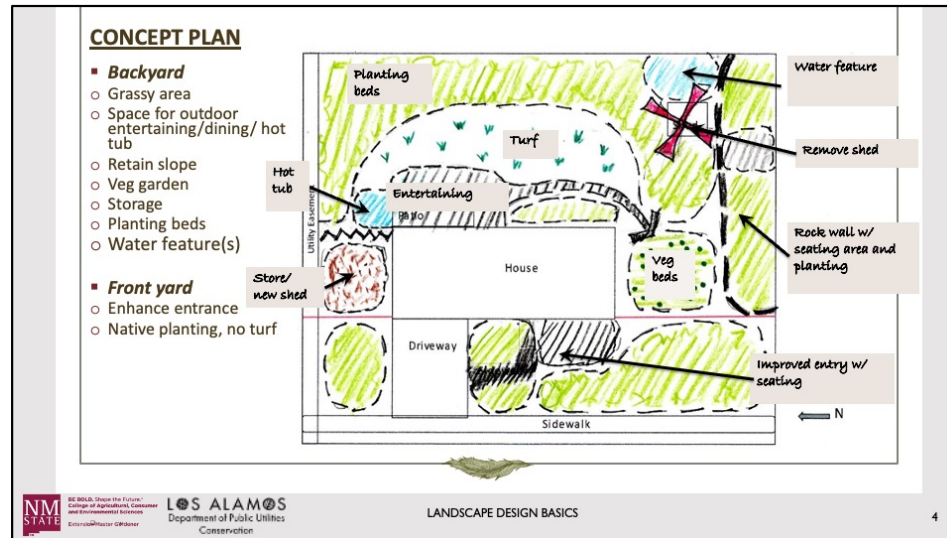 CONCEPT PLAN
▪ Backyard
○ Grassy area
○ Space for outdoor
entertaining/dining/ hot
tub
○ Retain slope
○ Veg garden
○ Storage
○ Planting beds
○ Water feature(s)
▪ Front yard
○ Enhance entrance
○ Native planting, no turf
Planting
beds
Water feature
Turf
Remove shed
Hot
tub
Entertaining
Patio
Utility Easement
Rock wall w/
seating area and
planting
Store/
new shed
House
Veg
beds
Driveway
Improved entry w/
seating
N
Sidewalk
NM
STATE
BE BOLD. Shape the Future.
College of Agricultural, Consumer
and Environmental Sciences
Extension Master Gardener
LOS ALAMOS
Department of Public Utilities
Conservation
LANDSCAPE DESIGN BASICS
4